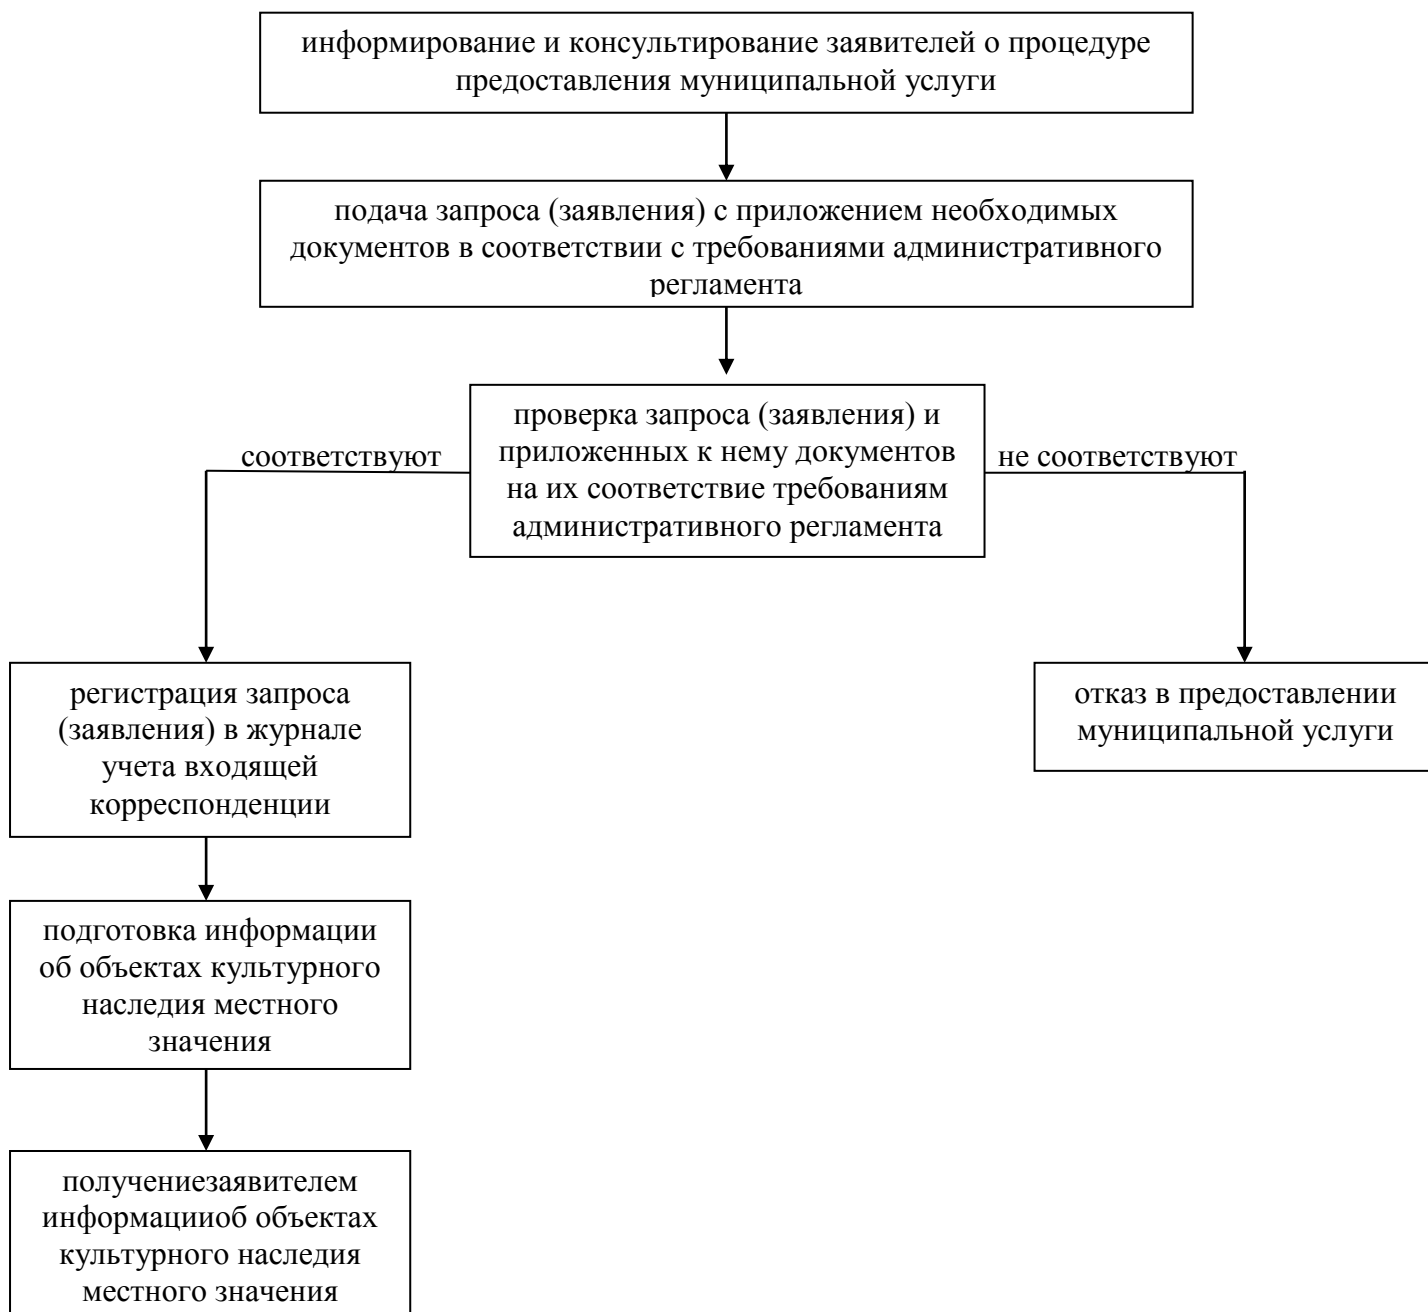 информирование и консультирование заявителей о процедуре
предоставления муниципальной услуги
подача запроса (заявления) с приложением необходимых
документов в соответствии с требованиями административного
регламента
проверка запроса (заявления) и
приложенных к нему документов
на их соответствие требованиям
административного регламента
соответствуют
не соответствуют
регистрация запроса
(заявления) в журнале
учета входящей
корреспонденции
отказ в предоставлении
муниципальной услуги
подготовка информации
об объектах культурного
наследия местного
значения
получениезаявителем
информацииоб объектах
культурного наследия
местного значения